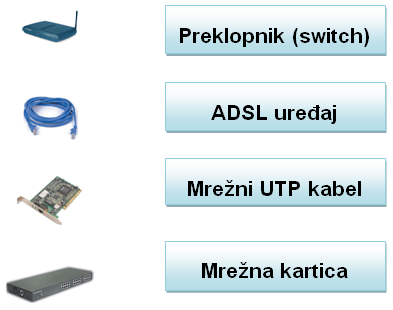 Preklopnik (switch)
ADSL uređaj
Mrežni UTP kabel
Mrežna kartica